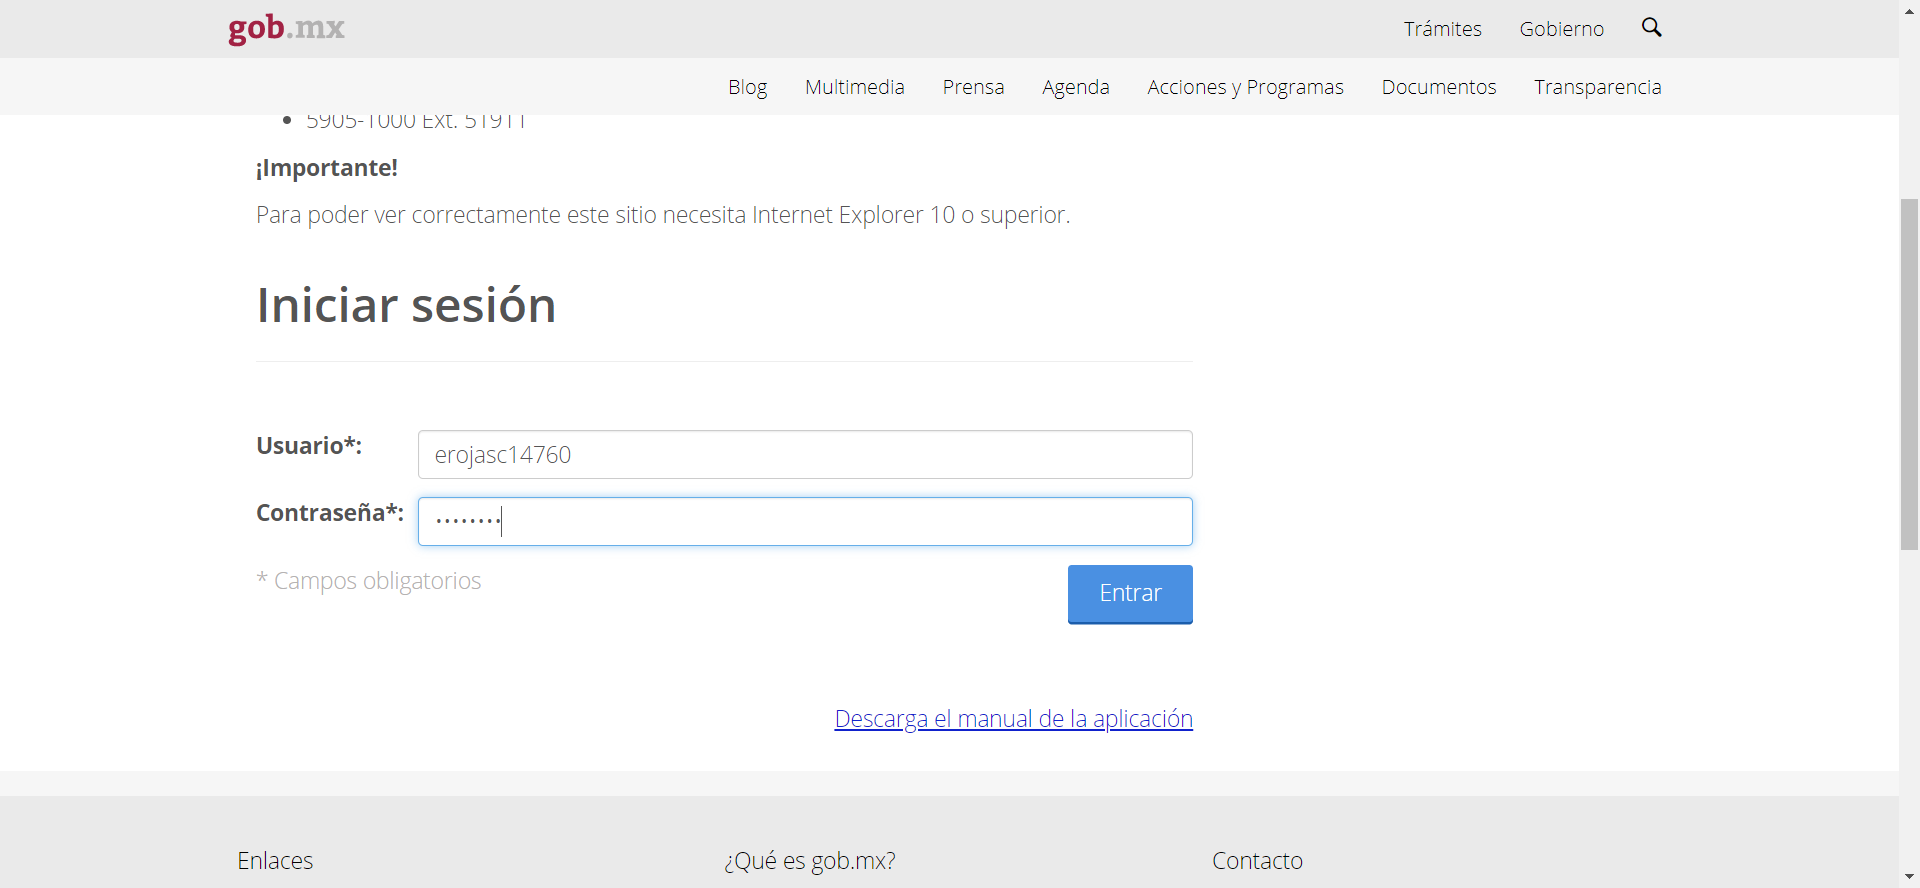 gob.mx
Trámites Gobierno
Blog Multimedia Prensa Agenda Acciones y Programas Documentos Transparencia
5905-1000 Ext. 51911
¡Importante!
Para poder ver correctamente este sitio necesita Internet Explorer 10 o superior.
Iniciar sesión
Usuario*: erojasc14760
Contraseña*: ••••••••
* Campos obligatorios
Entrar
Descarga el manual de la aplicación
Enlaces ¿Qué es gob.mx? Contacto